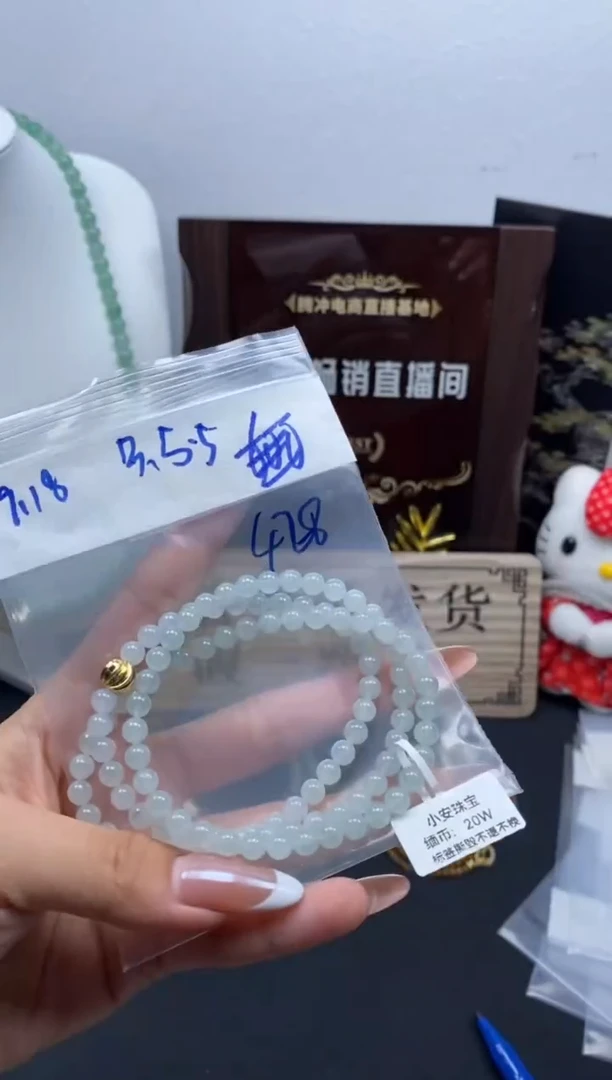 《腾冲电商直播基地》
销直播间
9.18 5.5
428
货
小安珠宝
缅币: 20W
标签撕毁不退不换